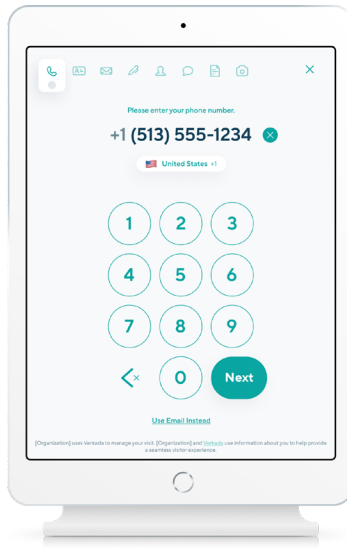 Please enter your phone number.
+1 (513) 555-1234
United States +1
1 2 3
4 5 6
7 8 9
0 Next
Use Email Instead
[Organization] uses Verkada to manage your visit. [Organization] and Verkada use information about you to help provide
a seamless visitor experience.